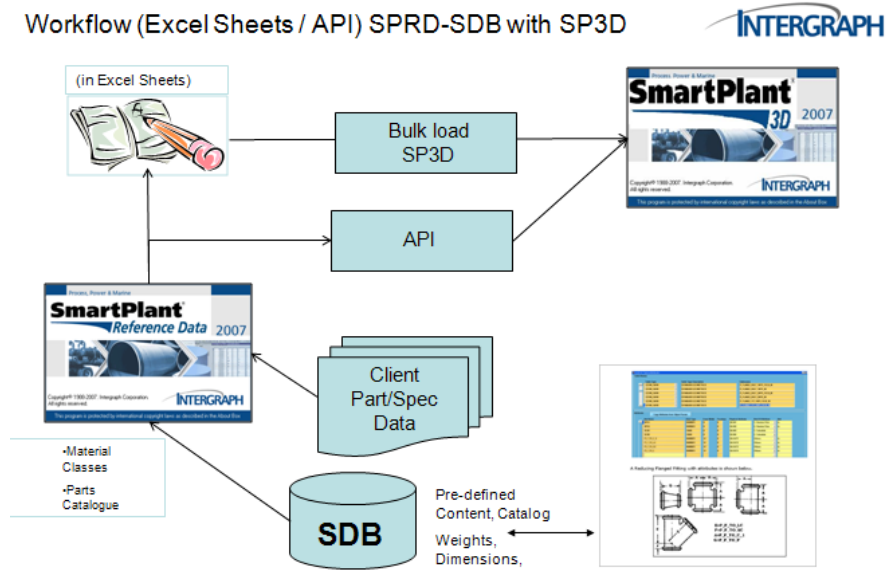 Workflow (Excel Sheets / API) SPRD-SDB with SP3D
INTERGRAPH
(in Excel Sheets)
Bulk load
SP3D
Process, Power & Marine
SmartPlant
3D
2007
Copyright© 1998-2007 Intergraph Corporation.
All rights reserved.
INTERGRAPH
This program is protected by international copyright laws as described in the About Box
API
Process, Power & Marine
SmartPlant
Reference Data 2007
Copyright© 1998-2007 Intergraph Corporation.
All rights reserved.
INTERGRAPH
This program is protected by international copyright laws as described in the About Box
Client
Part/Spec
Data
•Material
Classes
•Parts
Catalogue
SDB
Pre-defined
Content, Catalog
Weights,
Dimensions,
A Reducing Flanged Fitting with attributes is shown below.